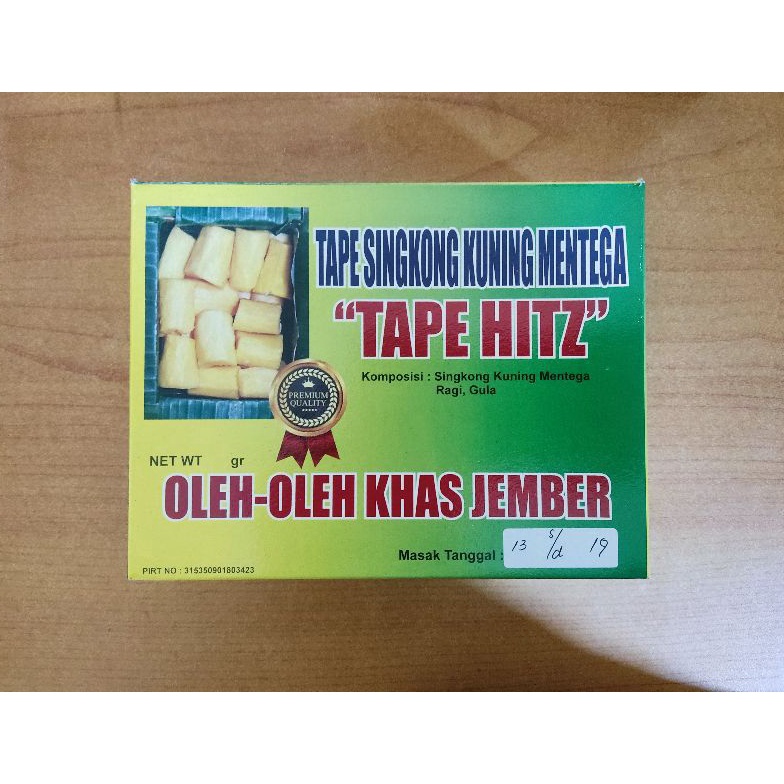 TAPE SINGKONG KUNING MENTEGA
“TAPE HITZ”
Komposisi : Singkong Kuning Mentega
Ragi, Gula
PREMIUM
QUALITY
NET WT gr
OLEH-OLEH KHAS JEMBER
Masak Tanggal : 13 s/d 19
PIRT NO : 315350901803423